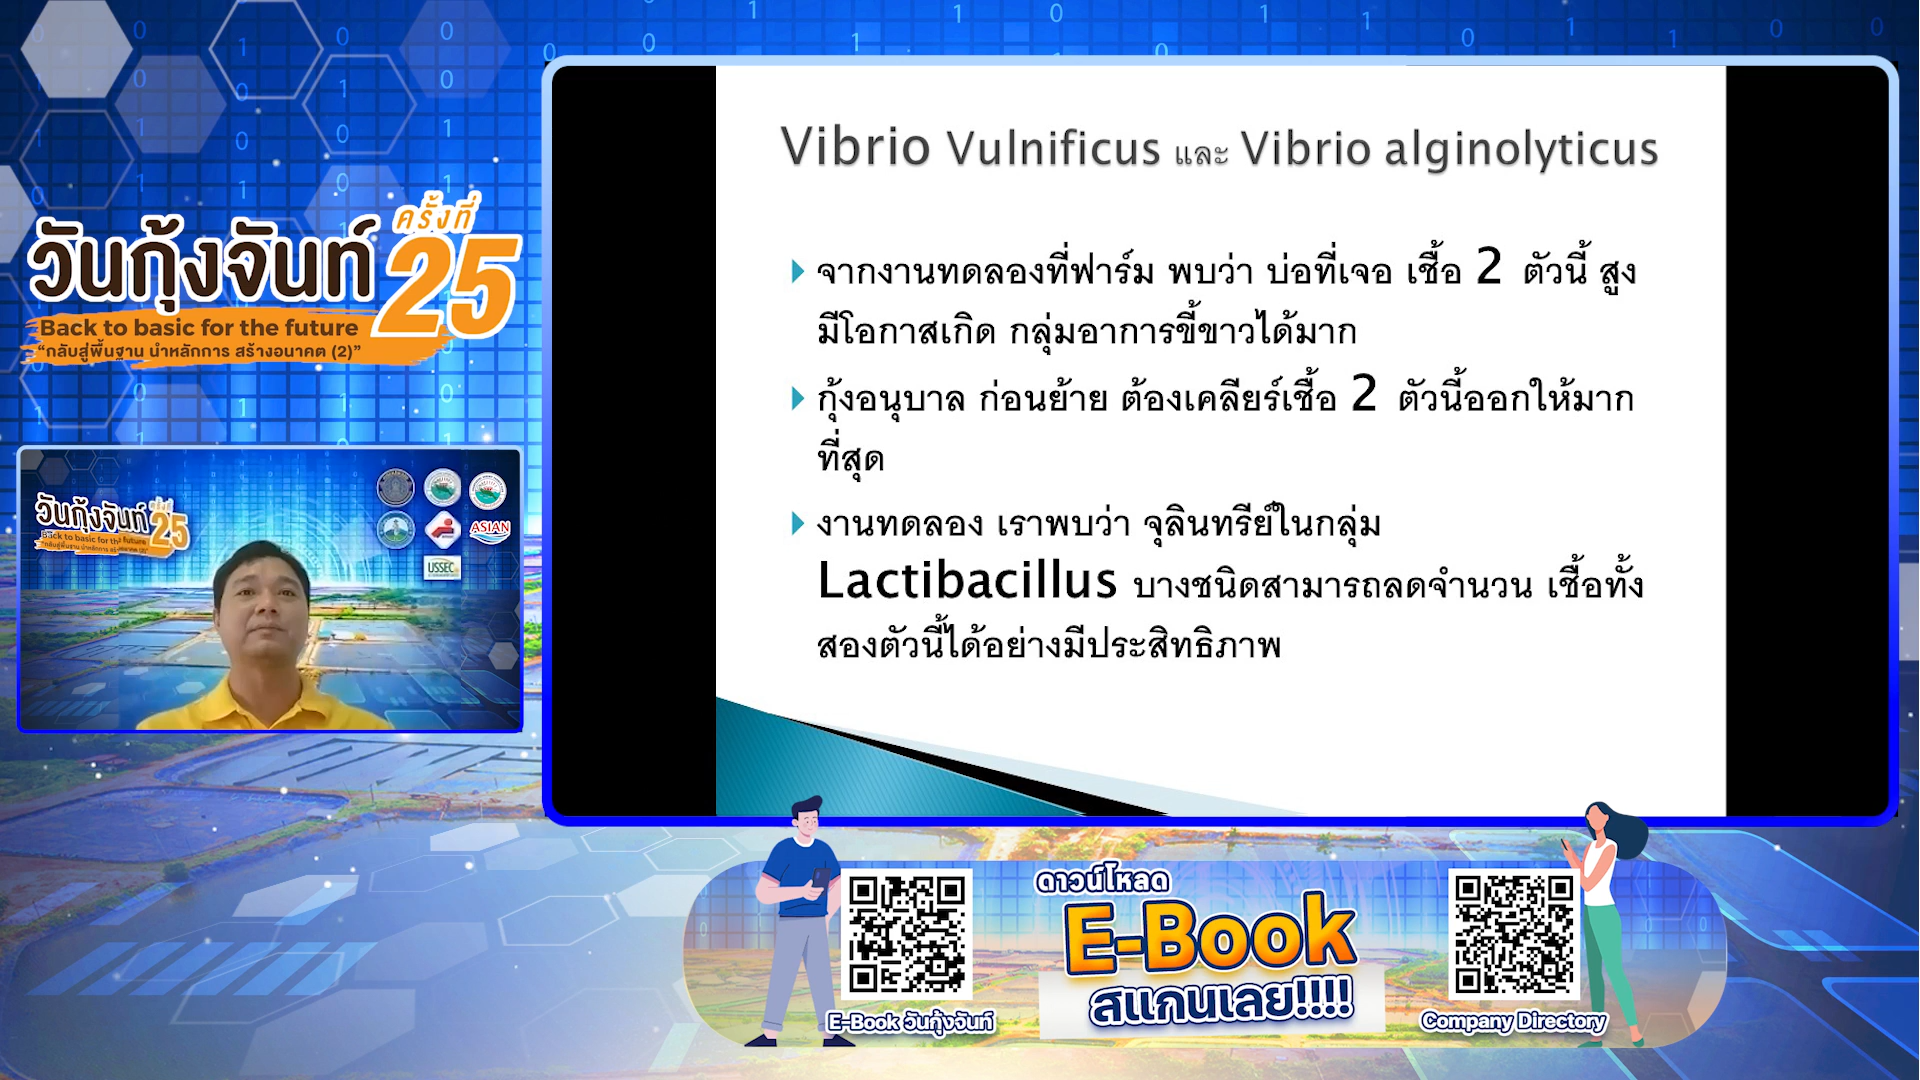 วันกุ้งจันท์ ครั้งที่ 25
Back to basic for the future
“กลับสู่พื้นฐาน นำหลักการ สร้างอนาคต (2)”
วันกุ้งจันท์ ครั้งที่ 25
Back to basic for the future
ASIAN
USSEC
Vibrio Vulnificus และ Vibrio alginolyticus
จากงานทดลองที่ฟาร์ม พบว่า บ่อที่เจอ เชื้อ 2 ตัวนี้ สูง
มีโอกาสเกิด กลุ่มอาการขี้ขาวได้มาก
กุ้งอนุบาล ก่อนย้าย ต้องเคลียร์เชื้อ 2 ตัวนี้ออกให้มาก
ที่สุด
งานทดลอง เราพบว่า จุลินทรีย์ในกลุ่ม
Lactibacillus บางชนิดสามารถลดจำนวน เชื้อทั้ง
สองตัวนี้ได้อย่างมีประสิทธิภาพ
ดาวน์โหลด
E-Book
สแกนเลย!!!!
E-Book วันกุ้งจันท์
Company Directory